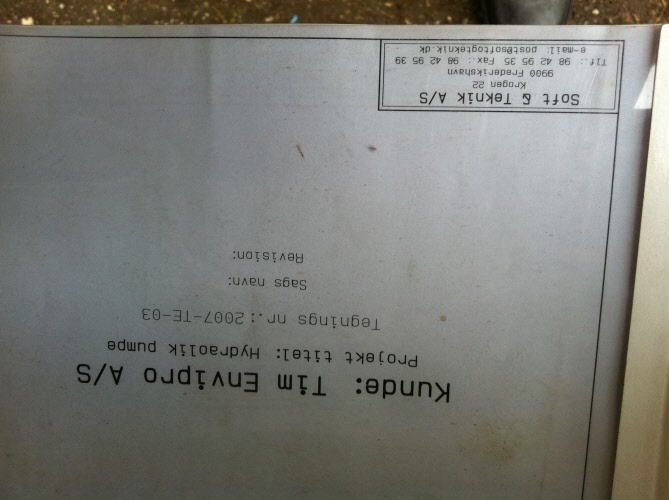 Kunde: Tim Envipro A/S
Projekt titel: Hydraolik pumpe
Tegnings nr.:2007-TE-03
Sags navn:
Revision:
Soft & Teknik A/S
Krogen 22
9900 Frederikshavn
Tlf.: 98 42 95 35 Fax.: 98 42 95 39
e-mail: post@softogteknik.dk